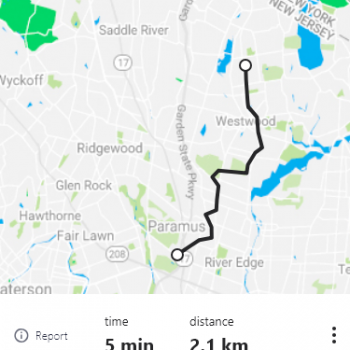 NEW YORK
NEW JERSEY
Saddle River
17
Wyckoff
Westwood
Garden State Pkwy
Ridgewood
Glen Rock
Hawthorne
Paramus
Fair Lawn
208
River Edge
aterson
Te
Report
time
distance
5 min
2.1 km